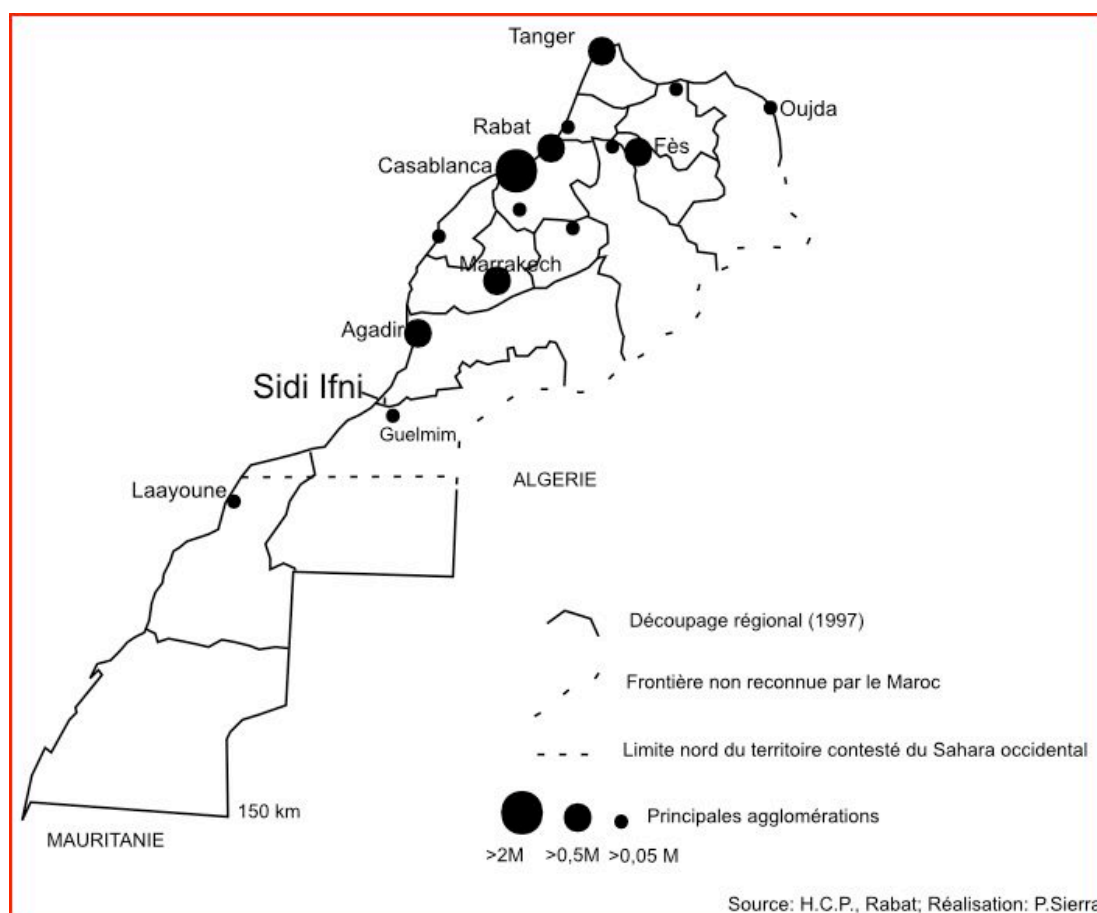 Tanger
Oujda
Rabat
Fès
Casablanca
Marrakech
Agadir
Sidi Ifni
Guelmim
ALGERIE
Laayoune
Découpage régional (1997)
Frontière non reconnue par le Maroc
Limite nord du territoire contesté du Sahara occidental
150 km
Principales agglomérations
MAURITANIE
>2M >0,5M >0,05 M
Source: H.C.P., Rabat; Réalisation: P.Sierra